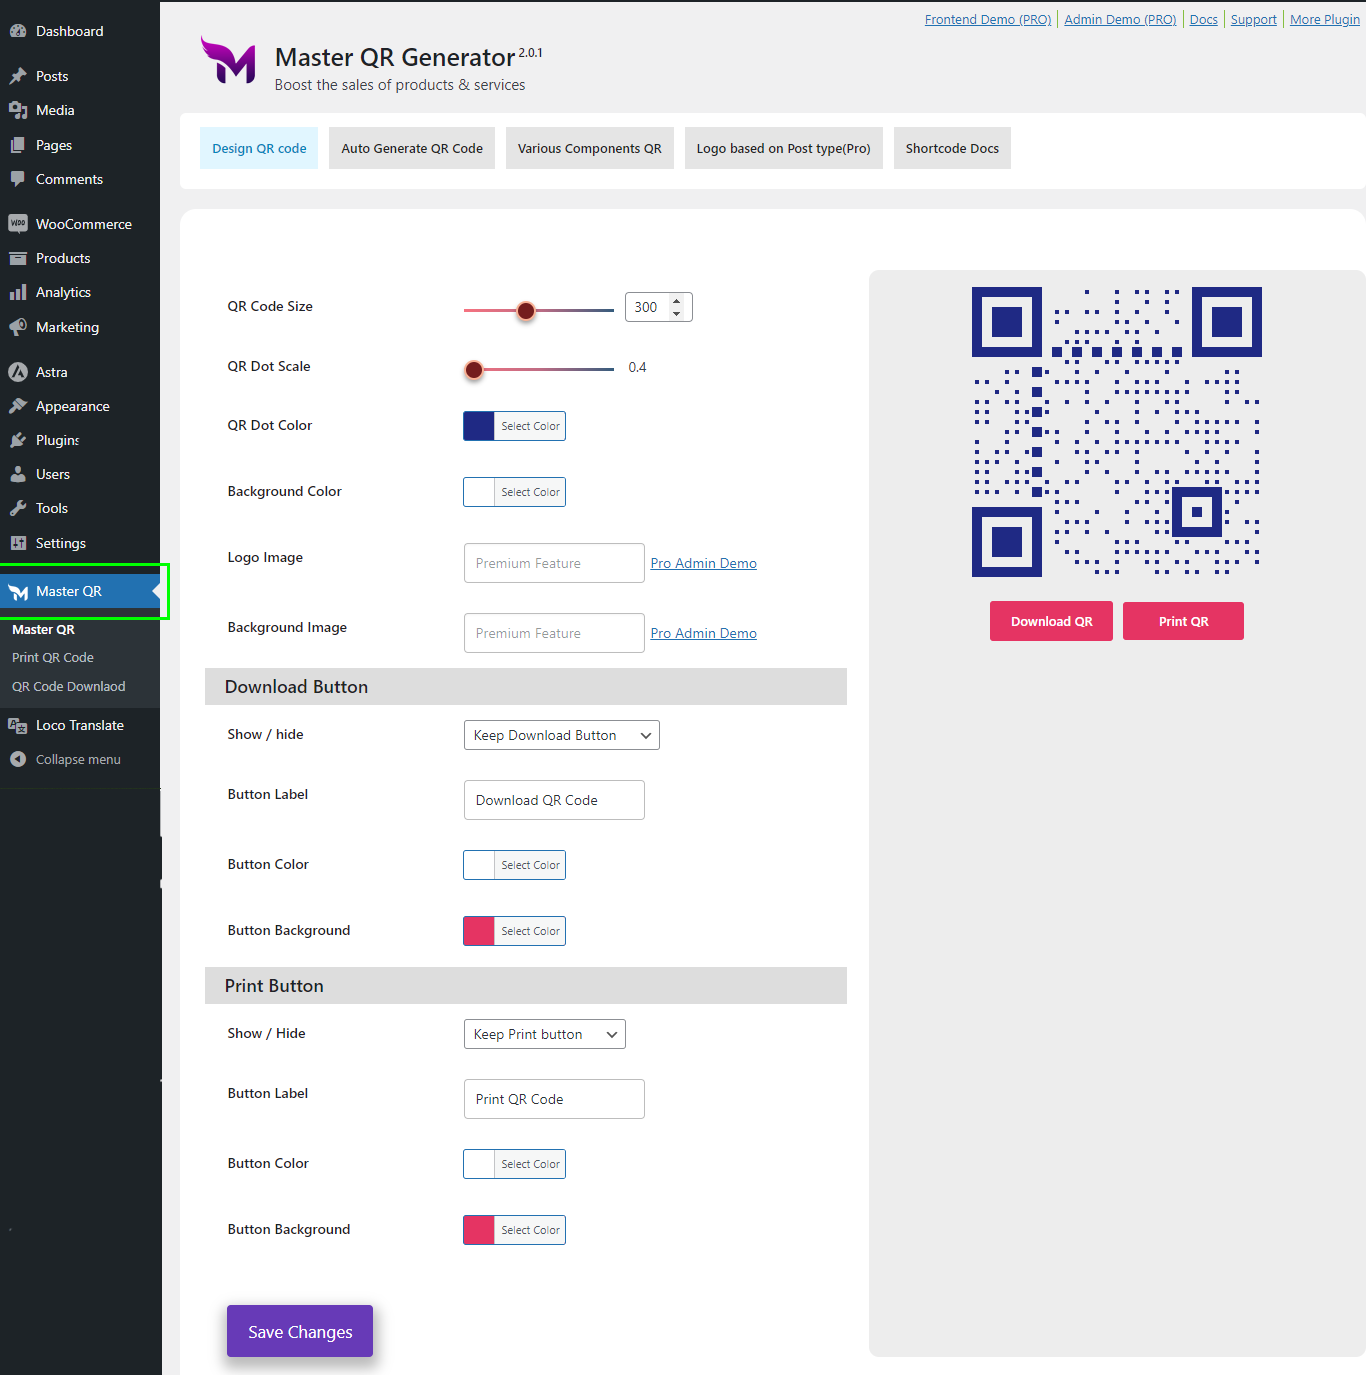 Dashboard
Posts
Media
Pages
Comments
WOO WooCommerce
Products
Analytics
Marketing
Astra
Appearance
Plugins
Users
Tools
Settings
Master QR
Master QR
Print QR Code
QR Code Downlaod
Loco Translate
Collapse menu
Frontend Demo (PRO) Admin Demo (PRO) Docs Support More Plugin
Master QR Generator 2.0.1
Boost the sales of products & services
Design QR code Auto Generate QR Code Various Components QR Logo based on Post type(Pro) Shortcode Docs
QR Code Size 300
QR Dot Scale 0.4
QR Dot Color Select Color
Background Color Select Color
Logo Image Premium Feature Pro Admin Demo
Background Image Premium Feature Pro Admin Demo
Download Button
Show / hide Keep Download Button
Button Label Download QR Code
Button Color Select Color
Button Background Select Color
Print Button
Show / Hide Keep Print button
Button Label Print QR Code
Button Color Select Color
Button Background Select Color
Save Changes
Download QR Print QR